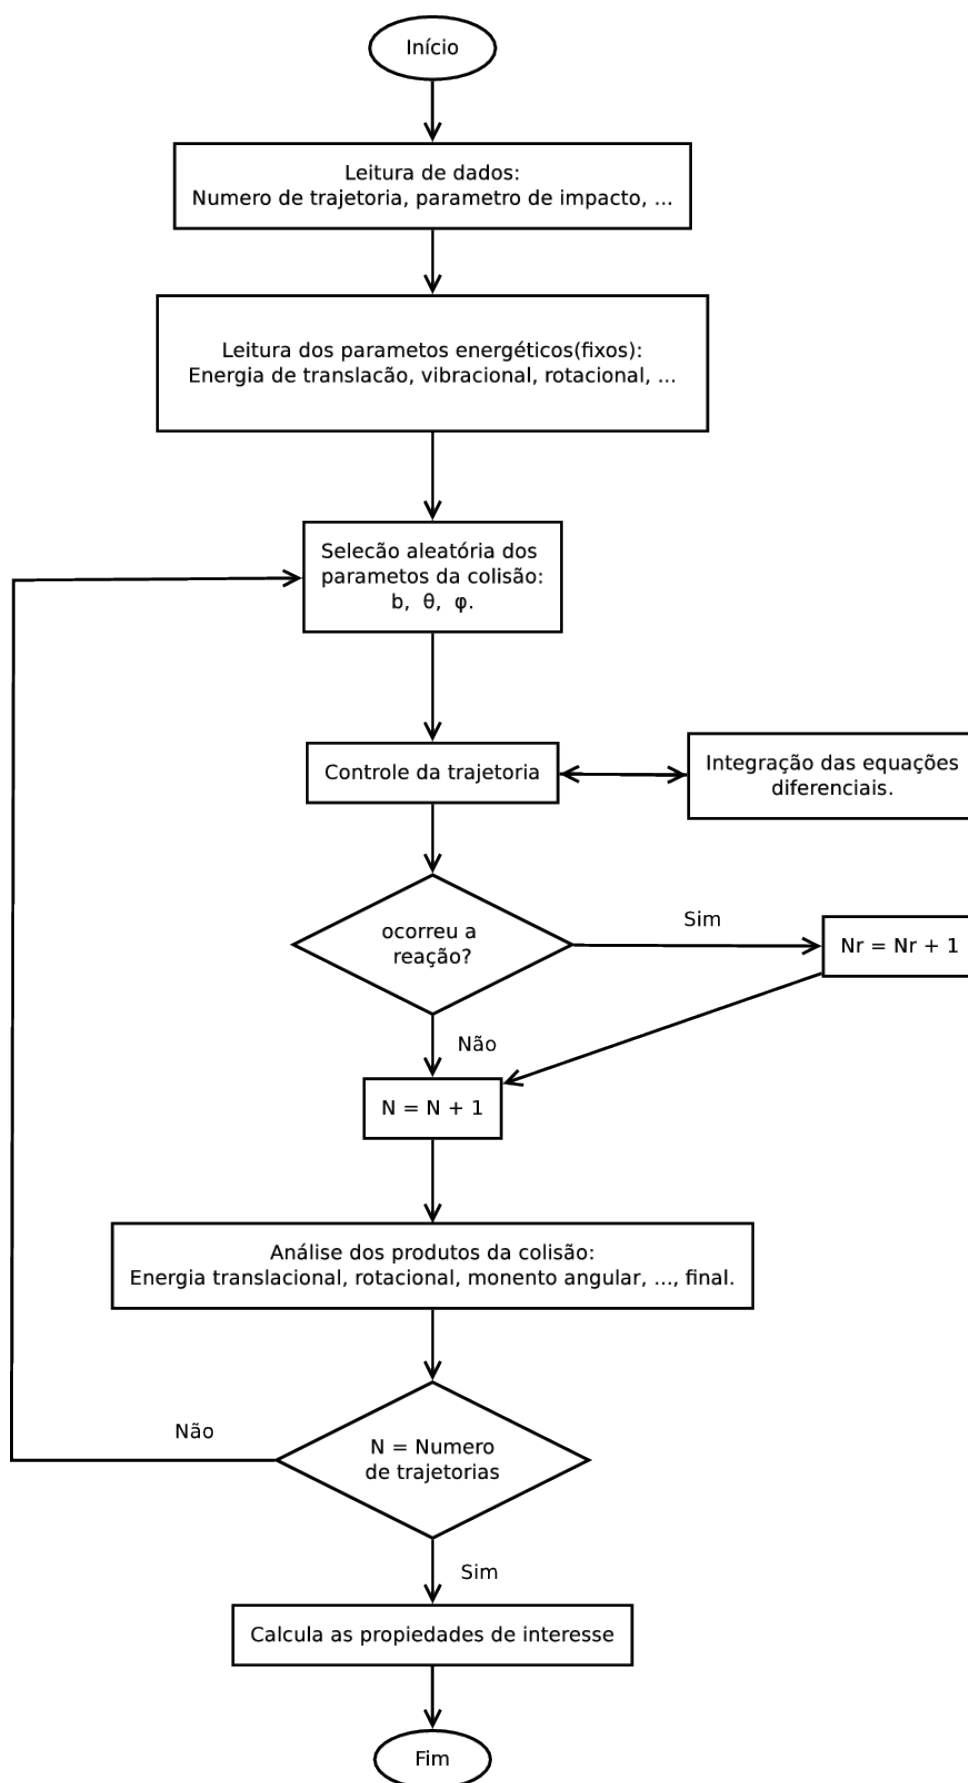 Início
Leitura de dados:
Numero de trajetoria, parametro de impacto, ...
Leitura dos parametos energéticos(fixos):
Energia de translacão, vibracional, rotacional, ...
Selecão aleatória dos
parametos da colisão:
b, θ, φ.
Controle da trajetoria
Integração das equações
diferenciais.
ocorreu a
reação?
Sim
Nr = Nr + 1
Não
N = N + 1
Análise dos produtos da colisão:
Energia translacional, rotacional, monento angular, ..., final.
N = Numero
de trajetorias
Não
Sim
Calcula as propiedades de interesse
Fim